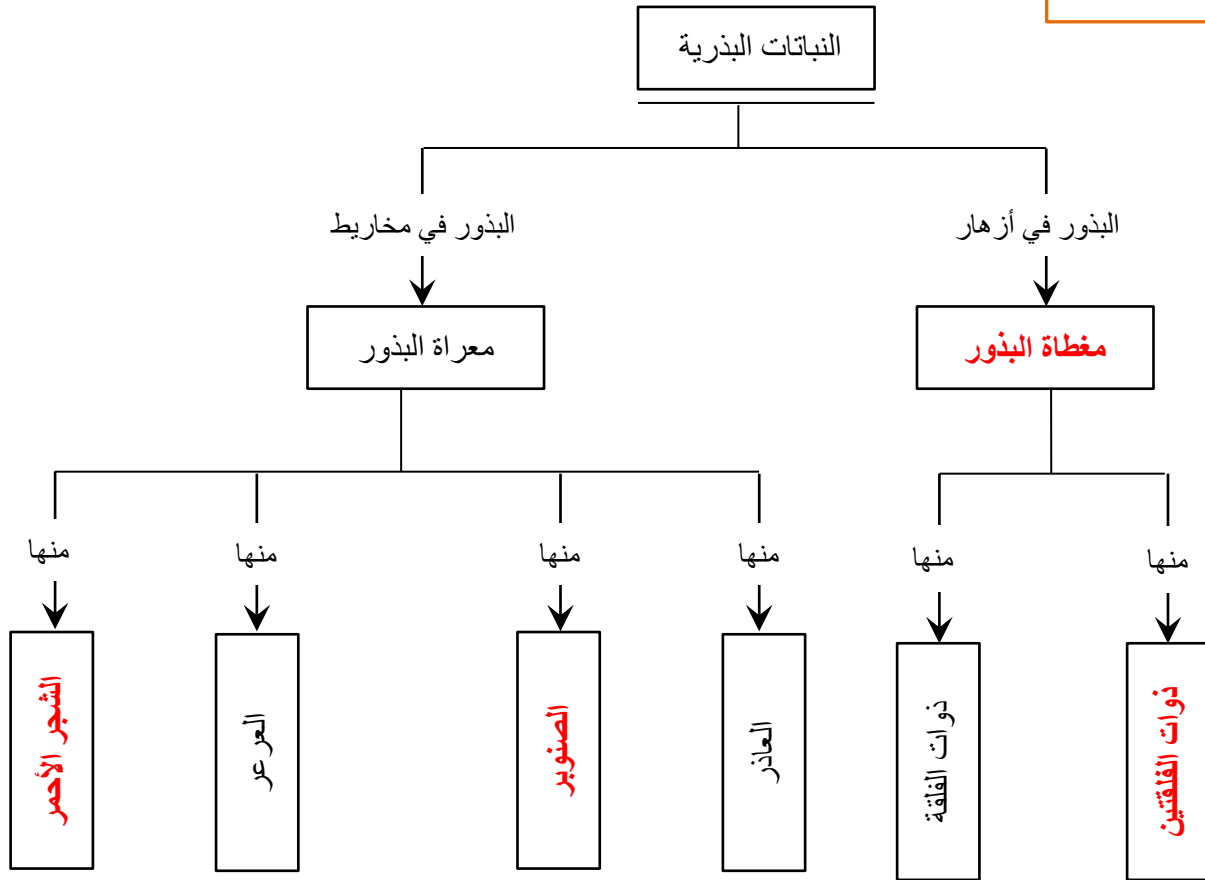 النباتات البذرية
البذور في أزهار
البذور في مخاريط
مغطاة البذور
معراة البذور
منها
منها
منها
منها
منها
منها
ذوات الفلقتين
ذوات الفلقة
العاذر
الصنوبر
العرعر
الشجر الأحمر